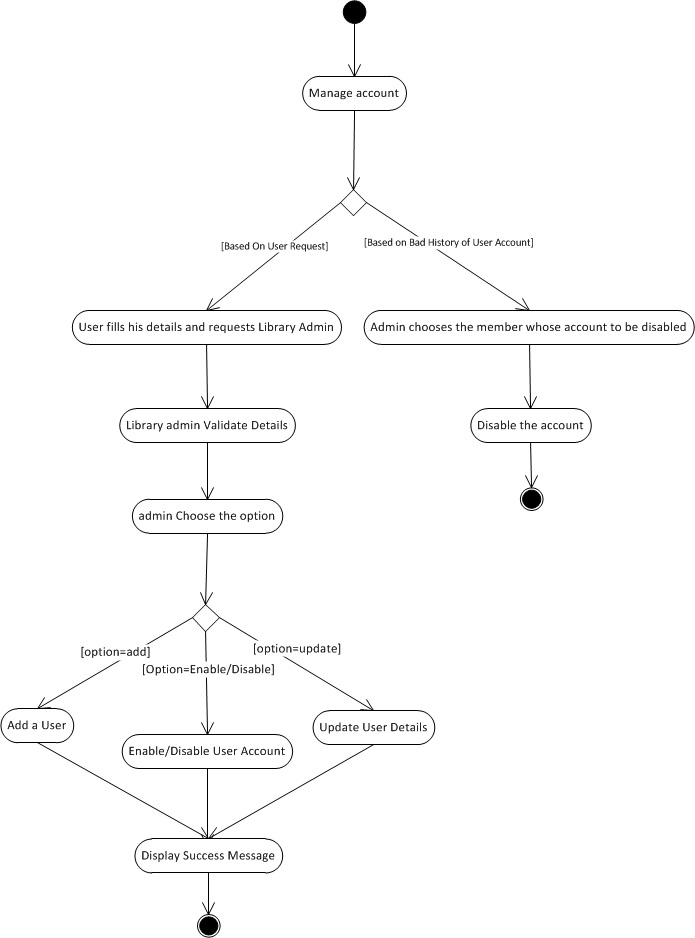 Manage account
[Based On User Request]
[Based on Bad History of User Account]
User fills his details and requests Library Admin
Admin chooses the member whose account to be disabled
Library admin Validate Details
Disable the account
admin Choose the option
[option=add]
[option=update]
[Option=Enable/Disable]
Add a User
Update User Details
Enable/Disable User Account
Display Success Message